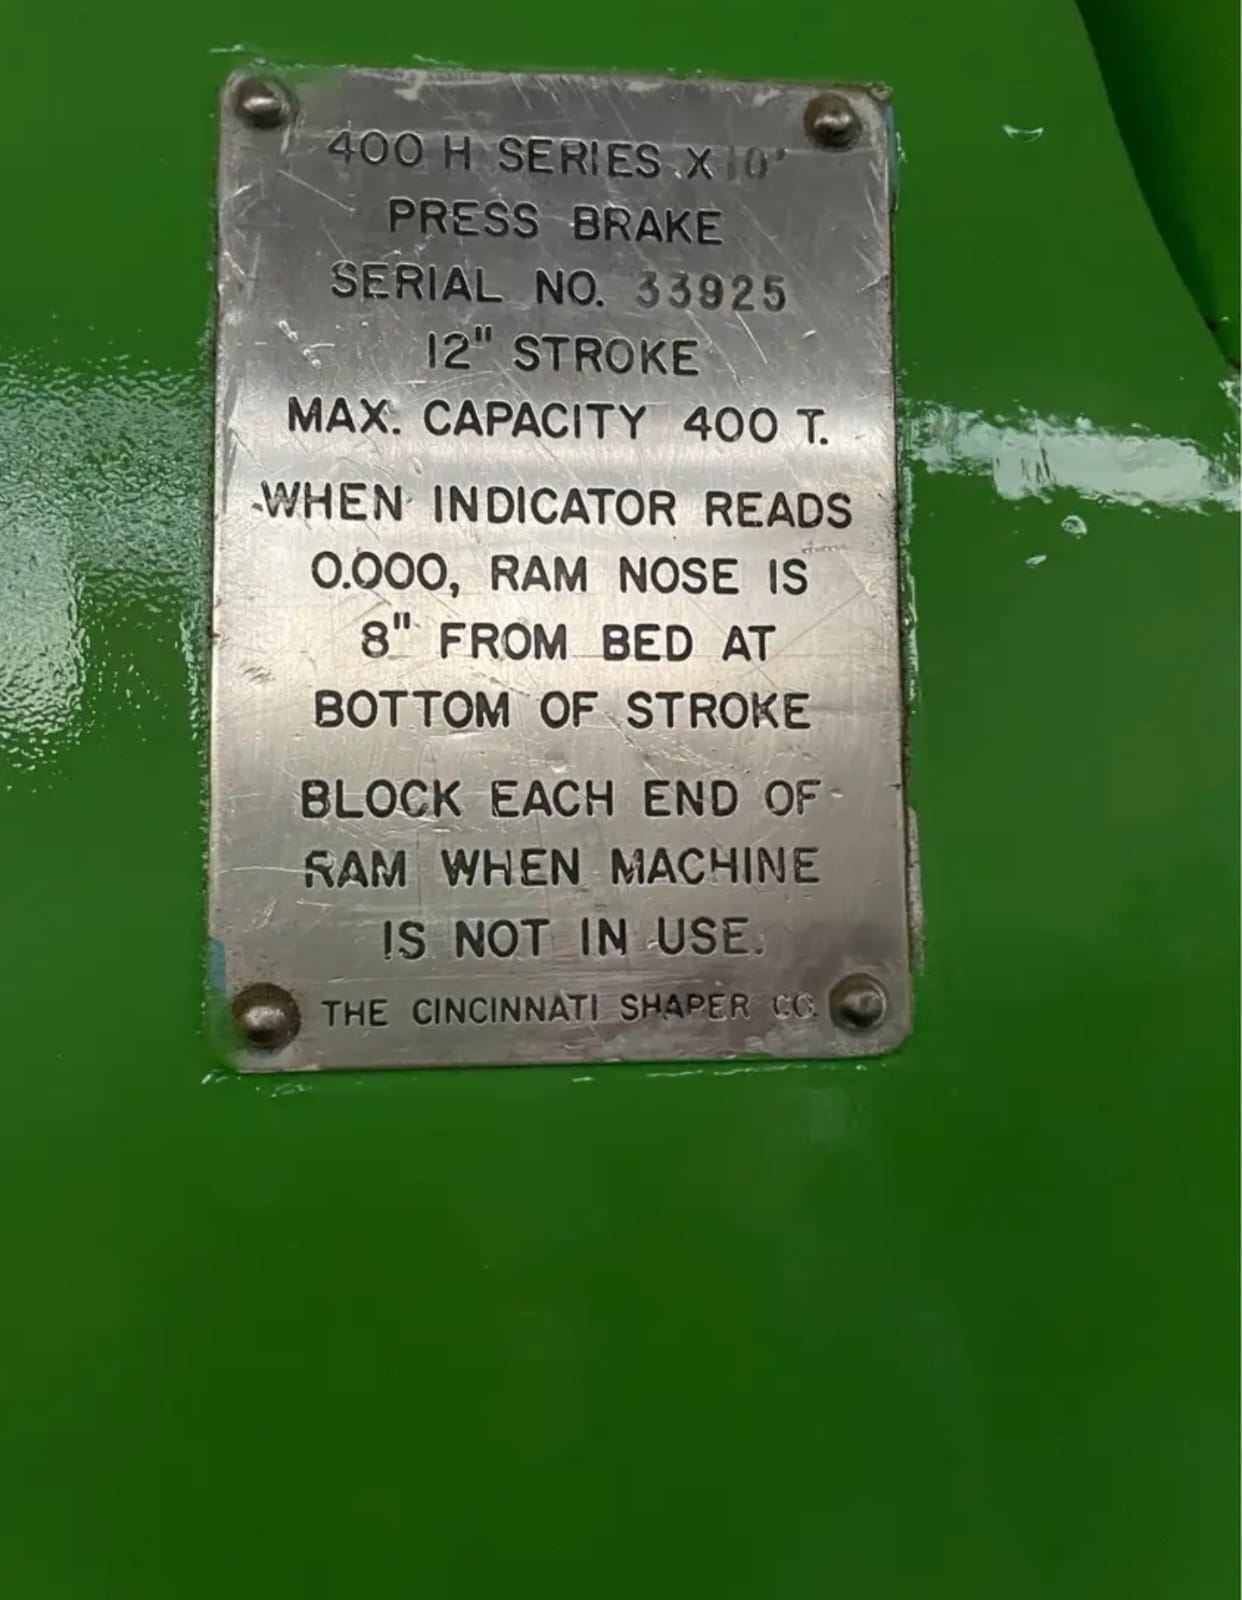 400 H SERIES X 10'
PRESS BRAKE
SERIAL NO. 33925
12" STROKE
MAX. CAPACITY 400 T.
WHEN INDICATOR READS
0.000, RAM NOSE IS
8" FROM BED AT
BOTTOM OF STROKE
BLOCK EACH END OF
RAM WHEN MACHINE
IS NOT IN USE.
THE CINCINNATI SHAPER CO.